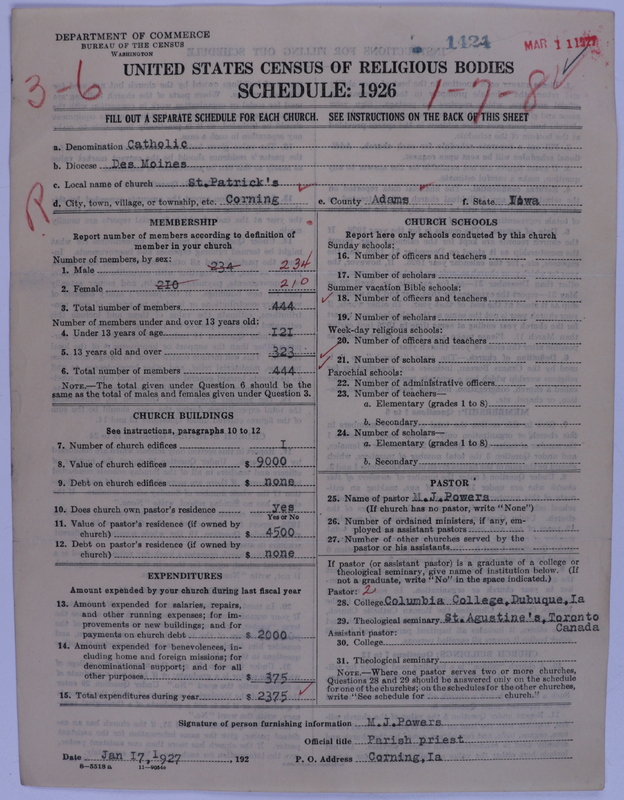 DEPARTMENT OF COMMERCE
BUREAU OF THE CENSUS
WASHINGTON
1424
MAR 11 1927
UNITED STATES CENSUS OF RELIGIOUS BODIES
SCHEDULE: 1926
3-6
1-7-8
FILL OUT A SEPARATE SCHEDULE FOR EACH CHURCH. SEE INSTRUCTIONS ON THE BACK OF THIS SHEET
a. Denomination Catholic
b. Diocese Des Moines
c. Local name of church St.Patrick's
R
d. City, town, village, or township, etc. Corning e. County Adams f. State Iowa
MEMBERSHIP
Report number of members according to definition of
member in your church
Number of members, by sex:
1. Male 234 234
2. Female 210 210
3. Total number of members 444
Number of members under and over 13 years old:
4. Under 13 years of age I2I
5. 13 years old and over 323
6. Total number of members 444
NOTE.—The total given under Question 6 should be the
same as the total of males and females given under Question 3.
CHURCH BUILDINGS
See instructions, paragraphs 10 to 12
7. Number of church edifices I
8. Value of church edifices $ 9000
9. Debt on church edifices $ none
10. Does church own pastor's residence yes
Yes or No
11. Value of pastor's residence (if owned by
church) $ 4500
12. Debt on pastor's residence (if owned by
church) $ none
EXPENDITURES
Amount expended by your church during last fiscal year
13. Amount expended for salaries, repairs,
and other running expenses; for im-
provements or new buildings; and for
payments on church debt $ 2000
14. Amount expended for benevolences, in-
cluding home and foreign missions; for
denominational support; and for all
other purposes $ 375
15. Total expenditures during year $ 2375
CHURCH SCHOOLS
Report here only schools conducted by this church
Sunday schools:
16. Number of officers and teachers
17. Number of scholars
Summer vacation Bible schools:
18. Number of officers and teachers
19. Number of scholars
Week-day religious schools:
20. Number of officers and teachers
21. Number of scholars
Parochial schools:
22. Number of administrative officers
23. Number of teachers—
a. Elementary (grades 1 to 8)
b. Secondary
24. Number of scholars—
a. Elementary (grades 1 to 8)
b. Secondary
PASTOR
25. Name of pastor M.J.Powers
(If church has no pastor, write "None")
26. Number of ordained ministers, if any, em-
ployed as assistant pastors
27. Number of other churches served by the
pastor or his assistants
If pastor (or assistant pastor) is a graduate of a college or
theological seminary, give name of institution below. (If
not a graduate, write "No" in the space indicated.)
Pastor: 2
28. College Columbia College,Dubuque,Ia
29. Theological seminary St.Agustine's,Toronto
Canada
Assistant pastor:
30. College
31. Theological seminary
NOTE.—Where one pastor serves two or more churches,
Questions 28 and 29 should be answered only on the schedule
for one of the churches; on the schedules for the other churches,
write "See schedule for church."
Signature of person furnishing information M.J.Powers
Official title Parish priest
Date Jan I7,I927 , 192 P. O. Address Corning,Ia
8-5518 a